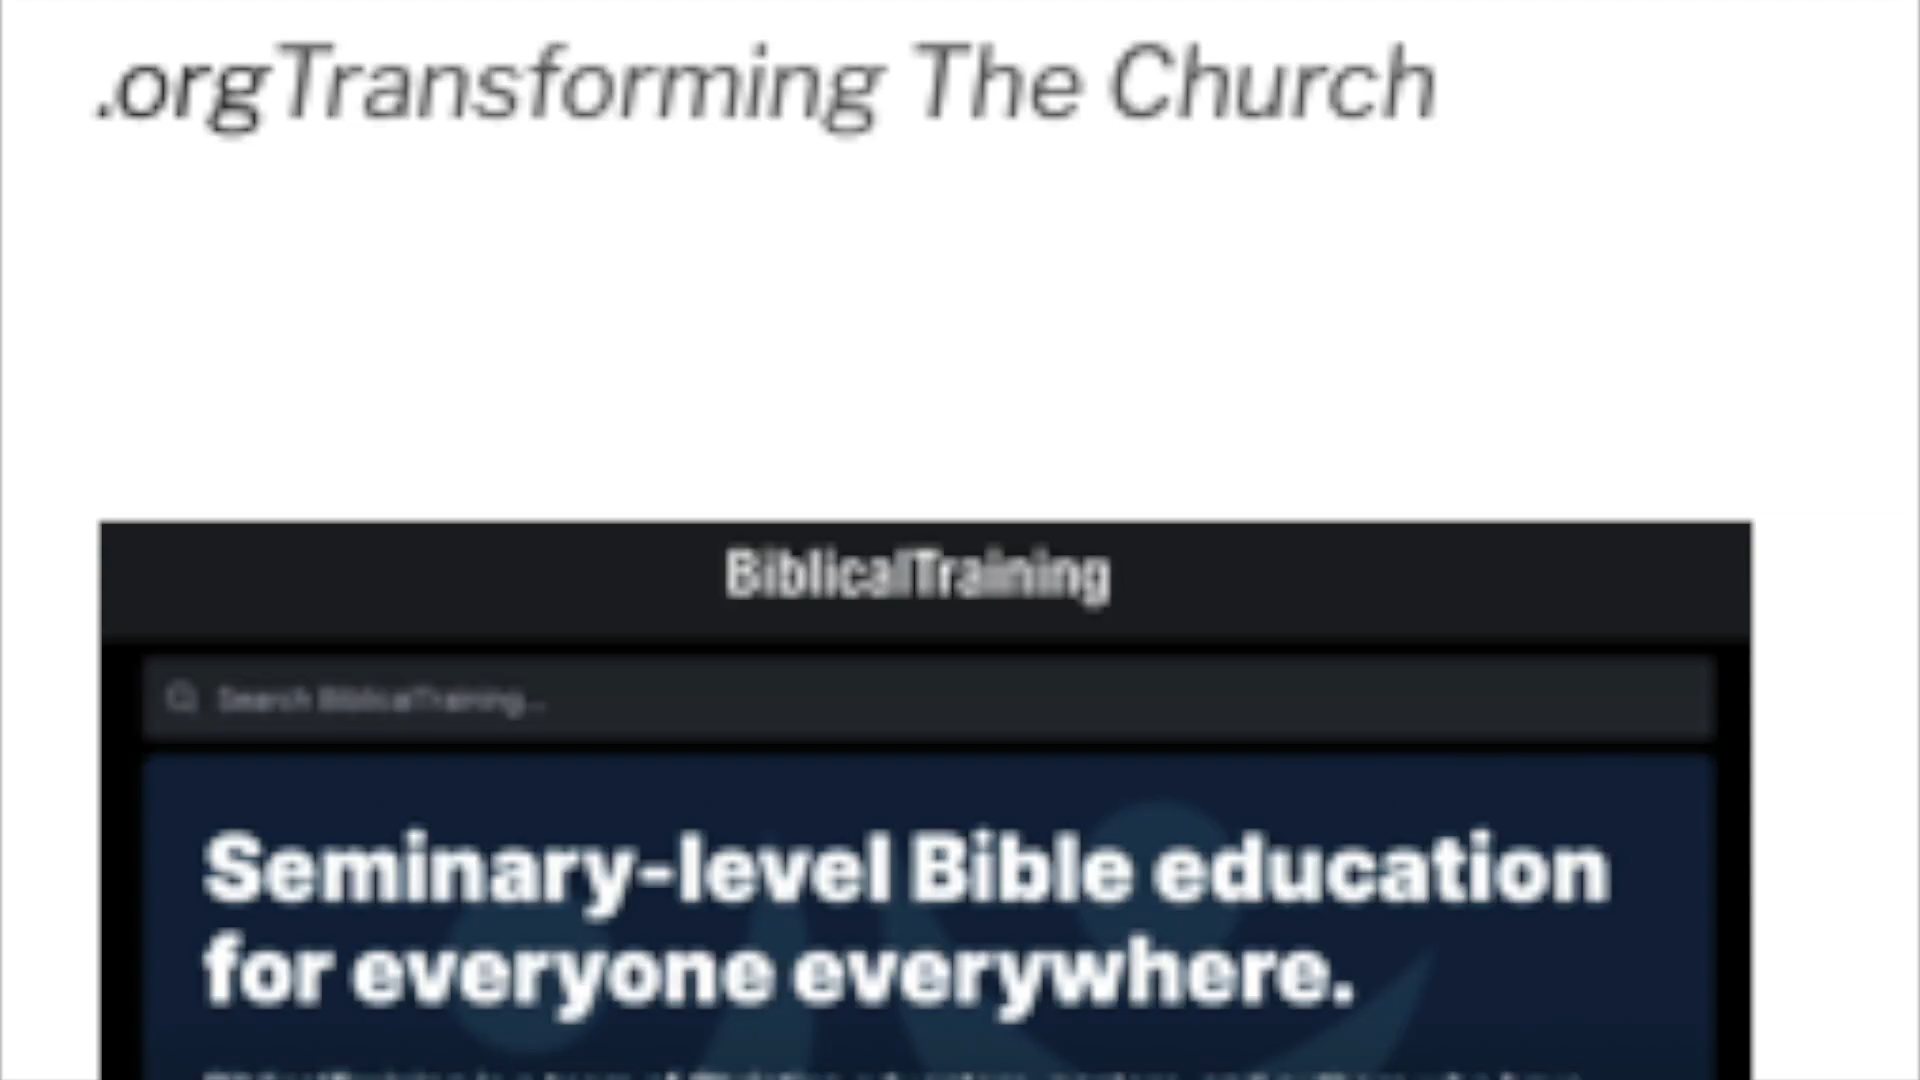 .orgTransforming The Church
BiblicalTraining
Search BiblicalTraining...
Seminary-level Bible education
for everyone everywhere.